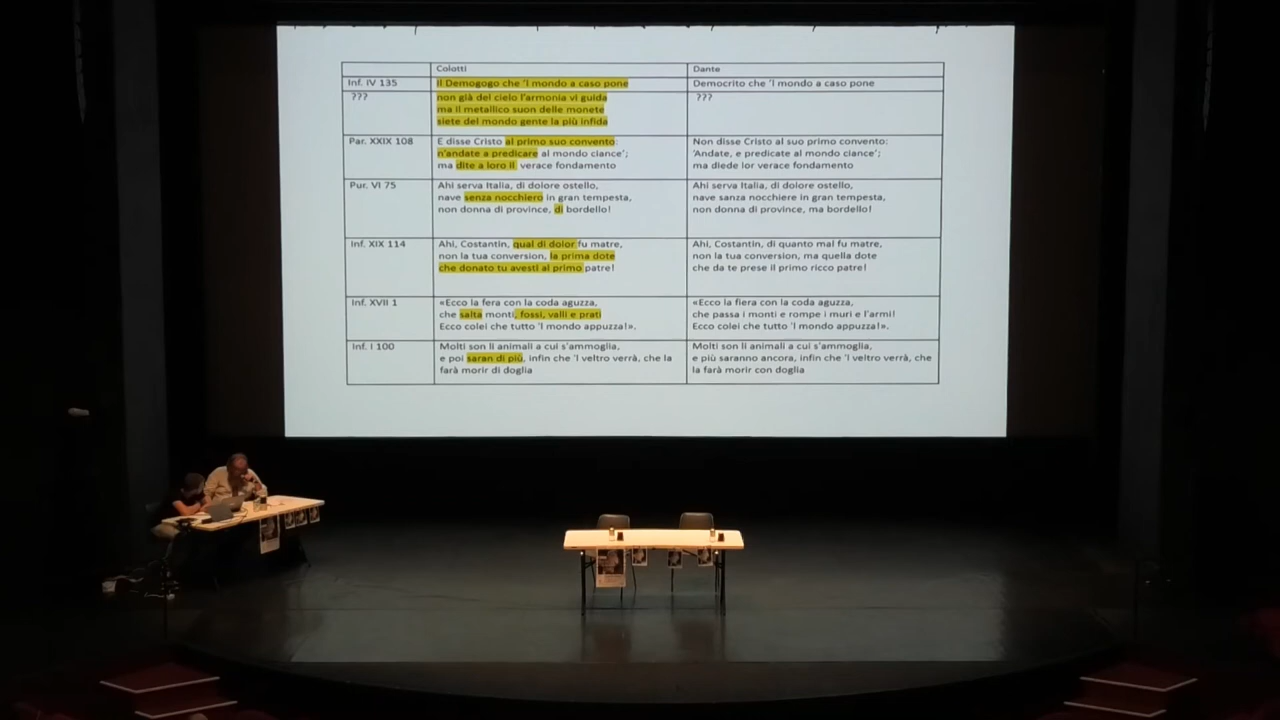 Colotti Dante
Inf. IV 135 Il Demogogo che 'l mondo a caso pone Democrito che 'l mondo a caso pone
??? non già del cielo l'armonia vi guida ???
ma il metallico suon delle monete
siete del mondo gente la più infida
Par. XXIX 108 E disse Cristo al primo suo convento: Non disse Cristo al suo primo convento:
n'andate a predicare al mondo ciance'; 'Andate, e predicate al mondo ciance';
ma dite a loro il verace fondamento ma diede lor verace fondamento
Pur. VI 75 Ahi serva Italia, di dolore ostello, Ahi serva Italia, di dolore ostello,
nave senza nocchiero in gran tempesta, nave sanza nocchiere in gran tempesta,
non donna di province, di bordello! non donna di province, ma bordello!
Inf. XIX 114 Ahi, Costantin, qual di dolor fu matre, Ahi, Costantin, di quanto mal fu matre,
non la tua conversion, la prima dote non la tua conversion, ma quella dote
che donato tu avesti al primo patre! che da te prese il primo ricco patre!
Inf. XVII 1 «Ecco la fera con la coda aguzza, «Ecco la fiera con la coda aguzza,
che salta monti, fossi, valli e prati che passa i monti e rompe i muri e l'armi!
Ecco colei che tutto 'l mondo appuzza!». Ecco colei che tutto 'l mondo appuzza!».
Inf. I 100 Molti son li animali a cui s'ammoglia, Molti son li animali a cui s'ammoglia,
e poi saran di più, infin che 'l veltro verrà, che la e più saranno ancora, infin che 'l veltro verrà, che
farà morir di doglia la farà morir con doglia